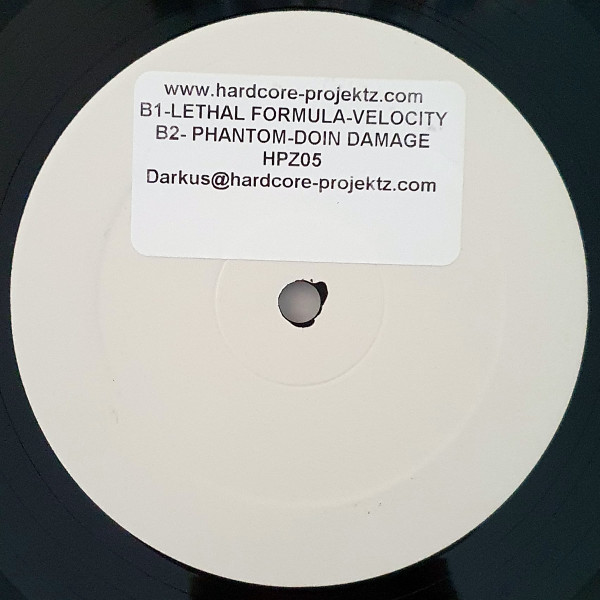 www.hardcore-projektz.com
B1-LETHAL FORMULA-VELOCITY
B2- PHANTOM-DOIN DAMAGE
HPZ05
Darkus@hardcore-projektz.com